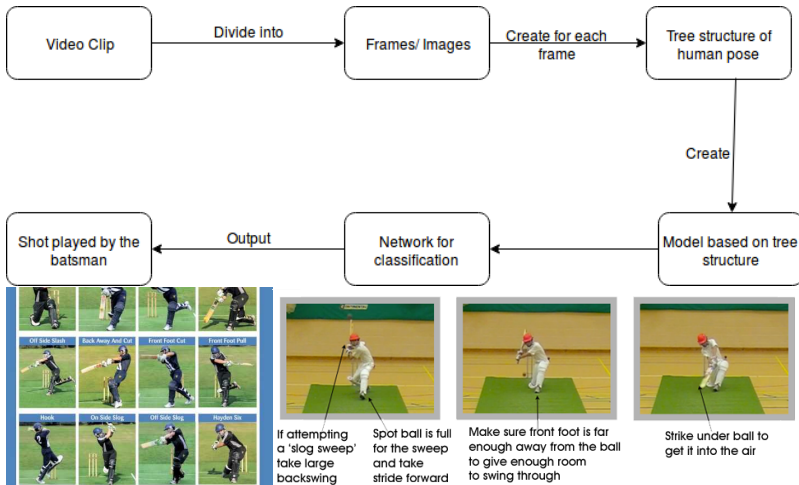 Video Clip
Divide into
Frames/ Images
Create for each
frame
Tree structure of
human pose
Create
Model based on tree
structure
Network for
classification
Output
Shot played by the
batsman
Off Side Slash
Back Away And Cut
Front Foot Cut
Front Foot Pull
Hook
On Side Slog
Off Side Slog
Hayden Six
If attempting
a 'slog sweep'
take large
backswing
Spot ball is full
for the sweep
and take
stride forward
Make sure front foot is far
enough away from the ball
to give enough room
to swing through
Strike under ball to
get it into the air